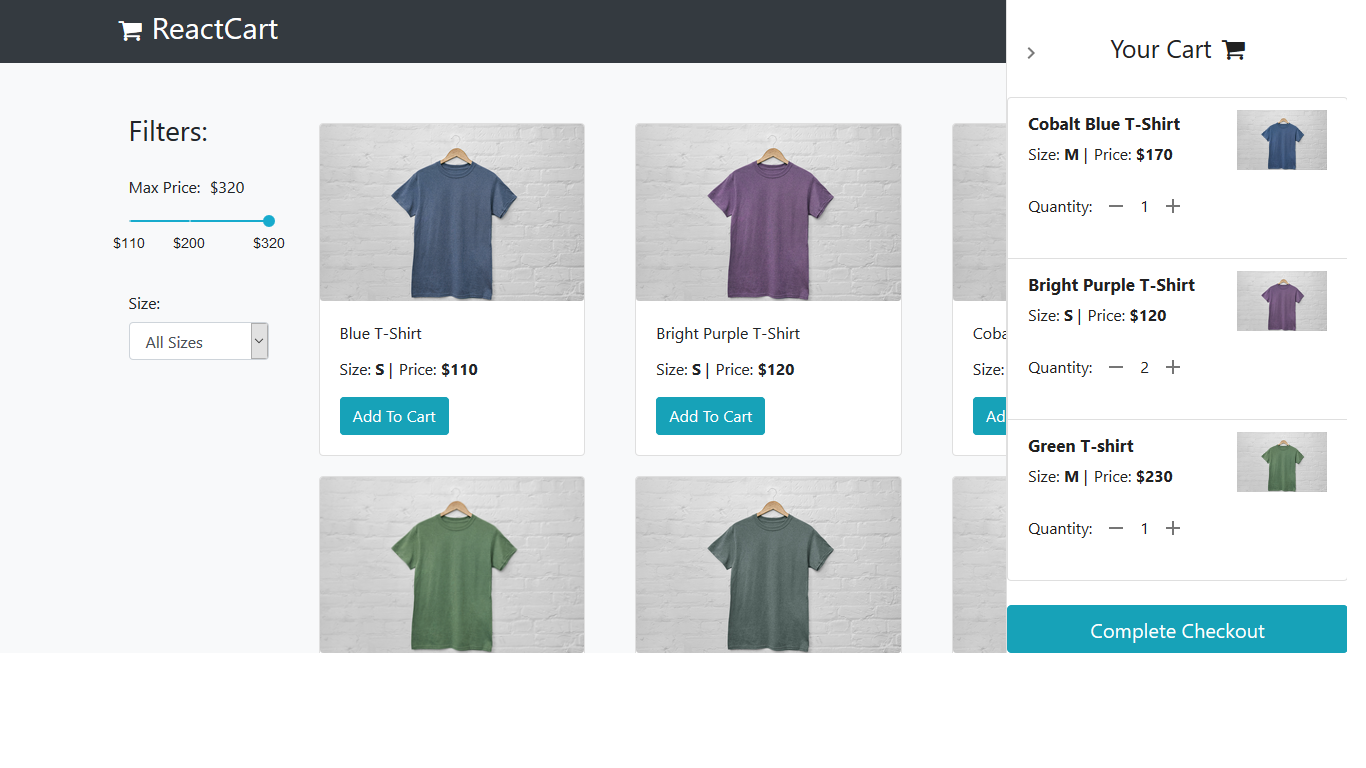 ReactCart
Filters:
Max Price: $320
$110 $200 $320
Size:
All Sizes
Blue T-Shirt
Size: S | Price: $110
Add To Cart
Bright Purple T-Shirt
Size: S | Price: $120
Add To Cart
Coba
Size:
Ad
Your Cart
Cobalt Blue T-Shirt
Size: M | Price: $170
Quantity: 1
Bright Purple T-Shirt
Size: S | Price: $120
Quantity: 2
Green T-shirt
Size: M | Price: $230
Quantity: 1
Complete Checkout